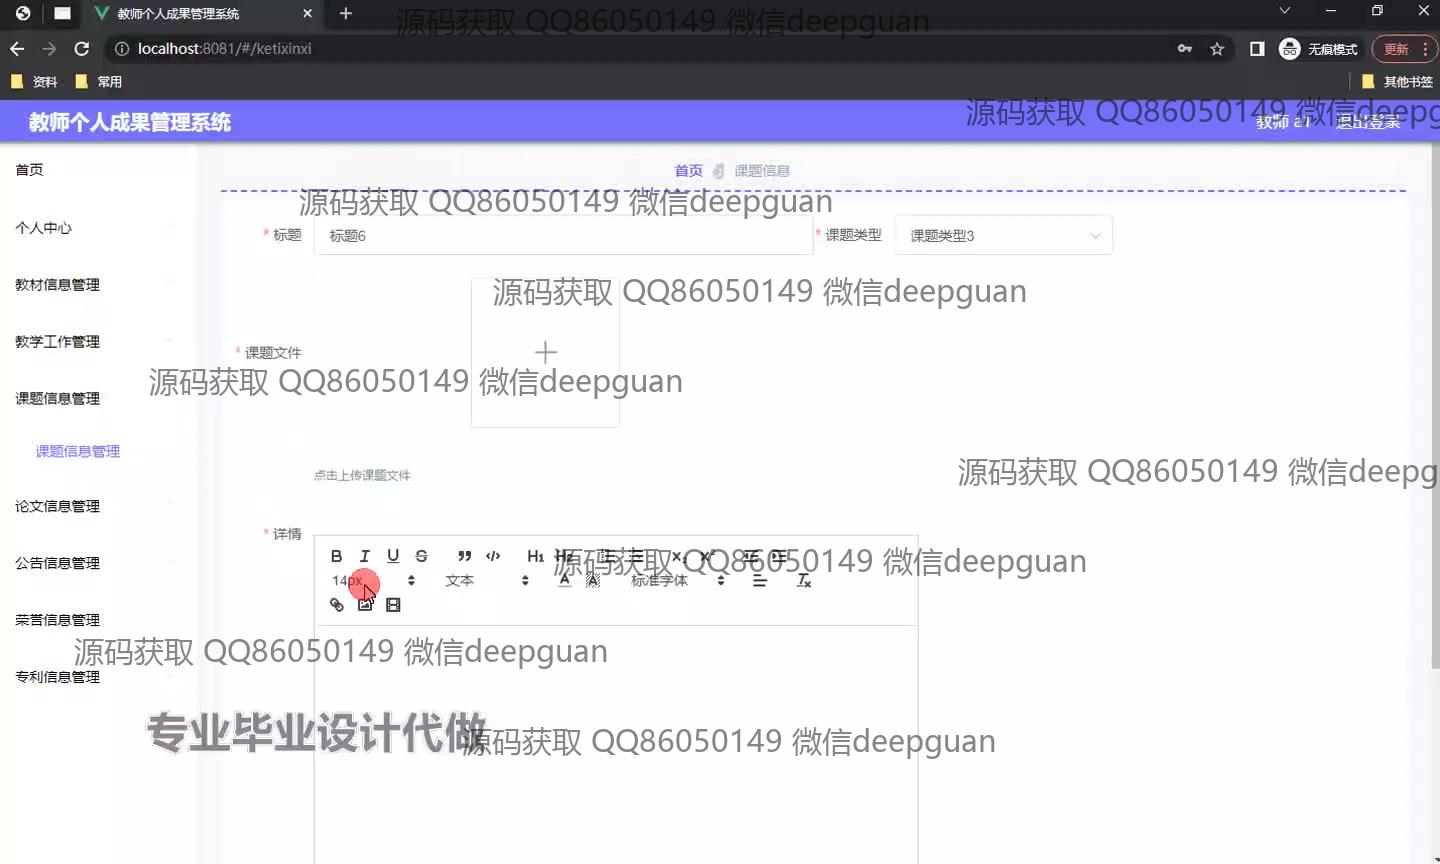 教师个人成果管理系统
源码获取 QQ86050149 微信deepguan
localhost:8081/#/ketixinxi
无痕模式
更新
资料
常用
其他书签
教师个人成果管理系统
源码获取 QQ86050149 微信deepg
教师
退出登录
首页
首页
课题信息
源码获取 QQ86050149 微信deepguan
个人中心
* 标题
标题6
* 课题类型
课题类型3
教材信息管理
源码获取 QQ86050149 微信deepguan
教学工作管理
* 课题文件
源码获取 QQ86050149 微信deepguan
课题信息管理
课题信息管理
点击上传课题文件
源码获取 QQ86050149 微信deepg
论文信息管理
* 详情
B I U S H1 H2
源码获取 QQ86050149 微信deepguan
公告信息管理
14px
文本
标准字体
荣誉信息管理
源码获取 QQ86050149 微信deepguan
专利信息管理
专业毕业设计代做
源码获取 QQ86050149 微信deepguan